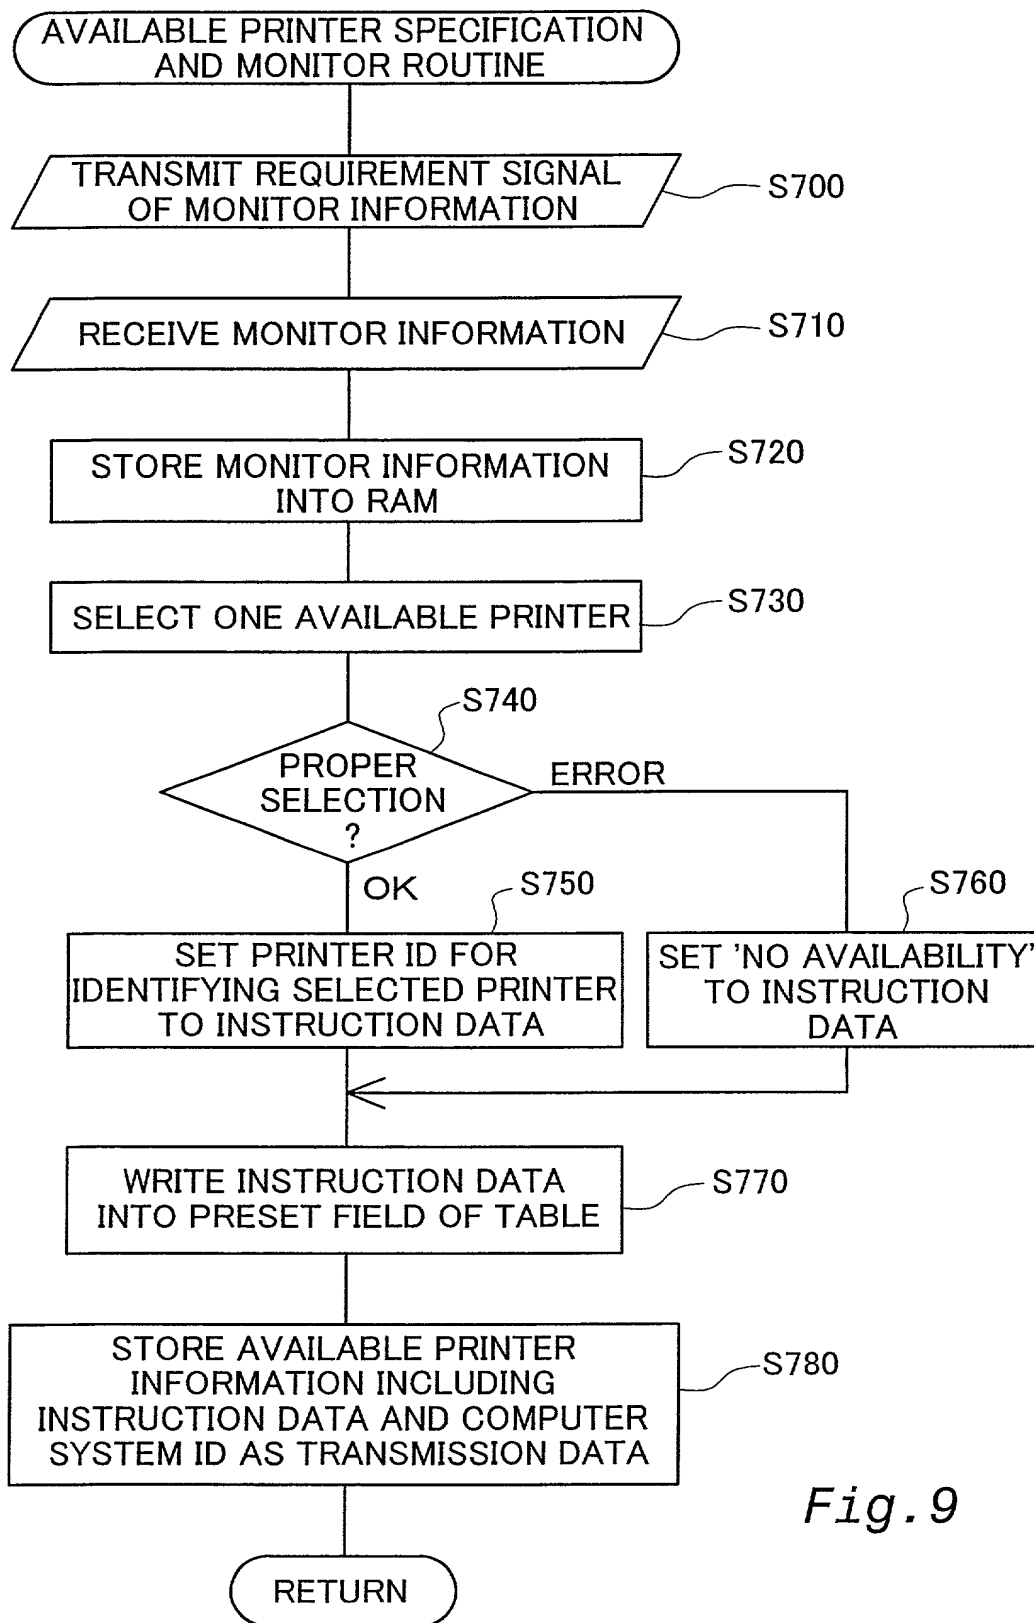 AVAILABLE PRINTER SPECIFICATION
AND MONITOR ROUTINE
TRANSMIT REQUIREMENT SIGNAL
OF MONITOR INFORMATION
S700
RECEIVE MONITOR INFORMATION
S710
STORE MONITOR INFORMATION
INTO RAM
S720
SELECT ONE AVAILABLE PRINTER
S730
S740
PROPER
SELECTION
?
ERROR
OK
S750
SET PRINTER ID FOR
IDENTIFYING SELECTED PRINTER
TO INSTRUCTION DATA
S760
SET 'NO AVAILABILITY'
TO INSTRUCTION
DATA
WRITE INSTRUCTION DATA
INTO PRESET FIELD OF TABLE
S770
STORE AVAILABLE PRINTER
INFORMATION INCLUDING
INSTRUCTION DATA AND COMPUTER
SYSTEM ID AS TRANSMISSION DATA
S780
Fig.9
RETURN